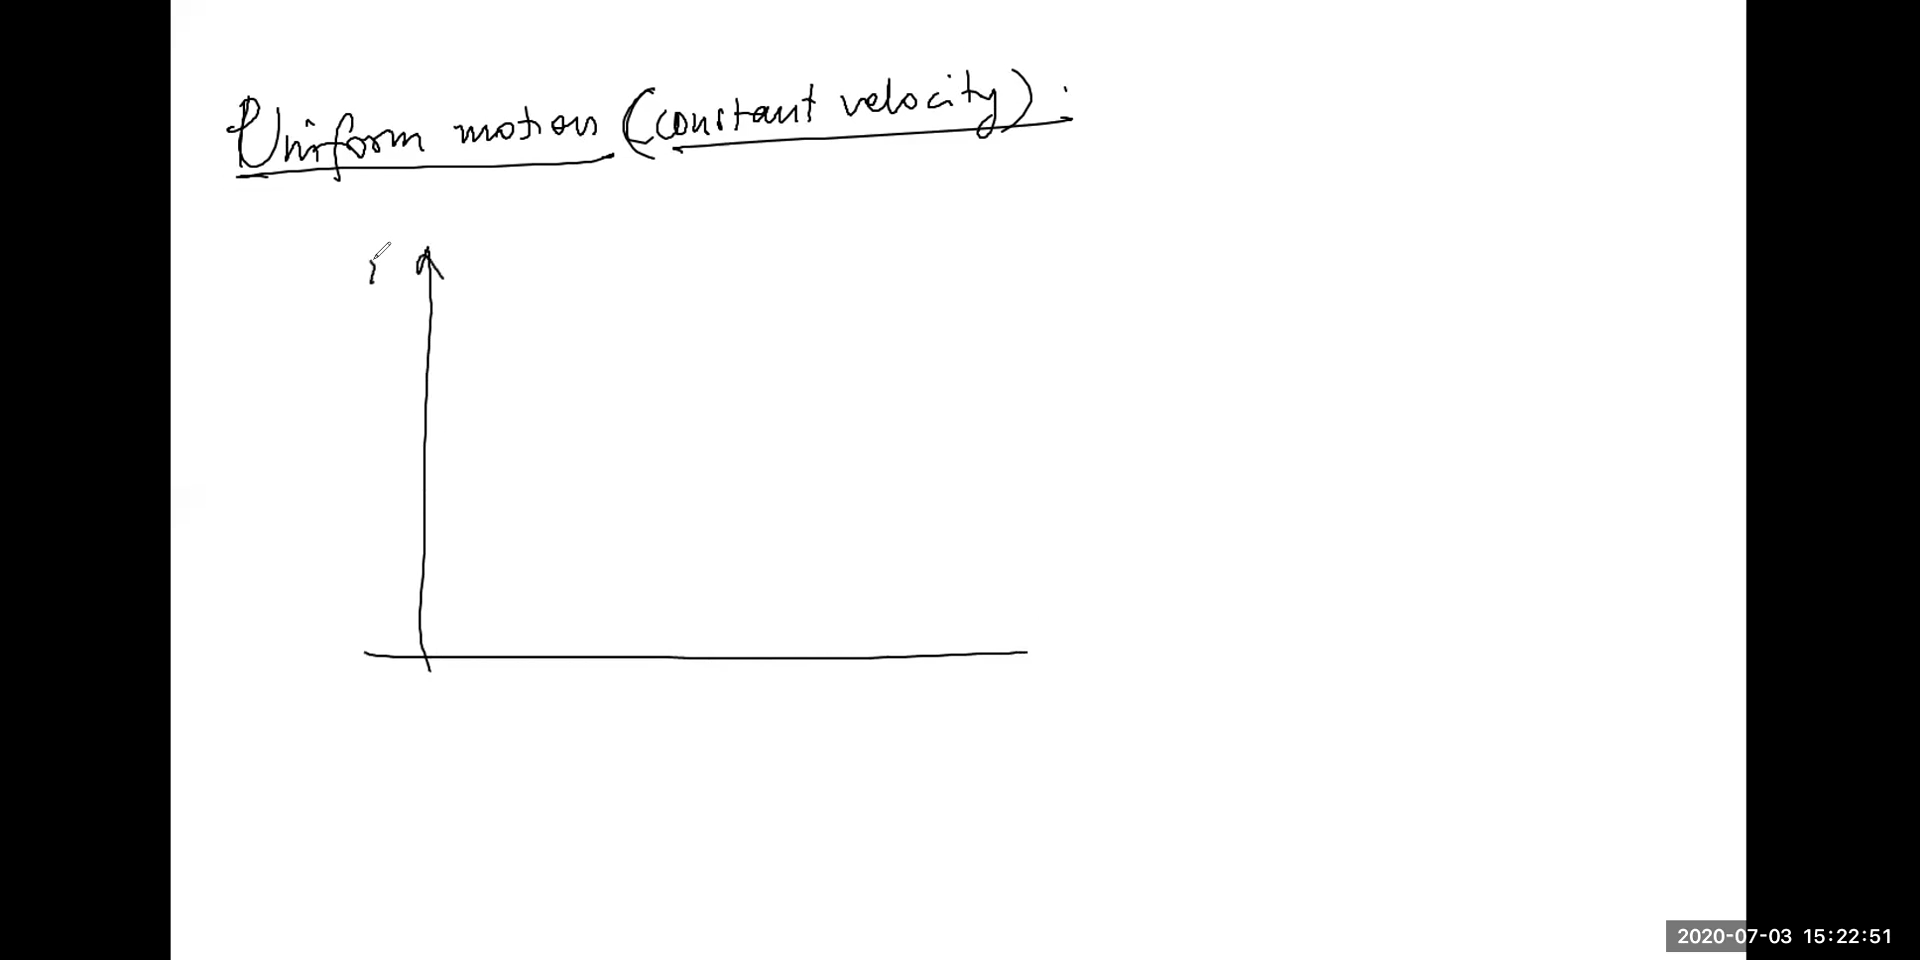 Uniform motion (constant velocity) :
2020-07-03 15:22:51